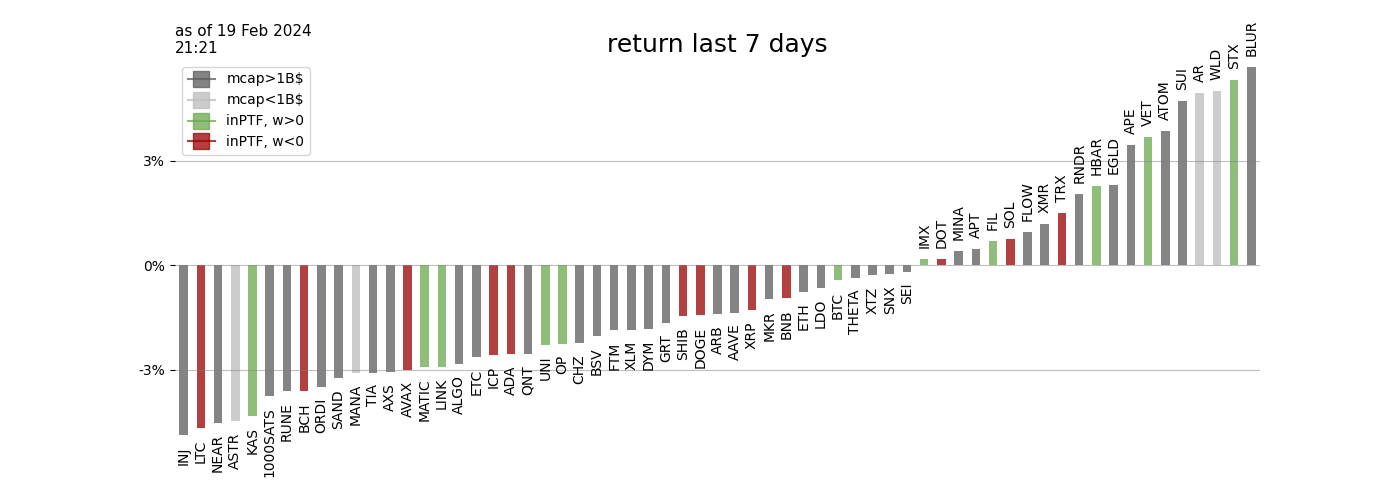 as of 19 Feb 2024
21:21
return last 7 days
mcap>1B$
mcap<1B$
inPTF, w>0
inPTF, w<0
3%
0%
-3%
INJ
LTC
NEAR
ASTR
KAS
1000SATS
RUNE
BCH
ORDI
SAND
MANA
TIA
AXS
AVAX
MATIC
LINK
ALGO
ETC
ICP
ADA
QNT
UNI
OP
CHZ
BSV
FTM
XLM
DYM
GRT
SHIB
DOGE
ARB
AAVE
XRP
MKR
BNB
ETH
LDO
BTC
THETA
XTZ
SNX
SEI
IMX
DOT
MINA
APT
FIL
SOL
FLOW
XMR
TRX
RNDR
HBAR
EGLD
APE
VET
ATOM
SUI
AR
WLD
STX
BLUR